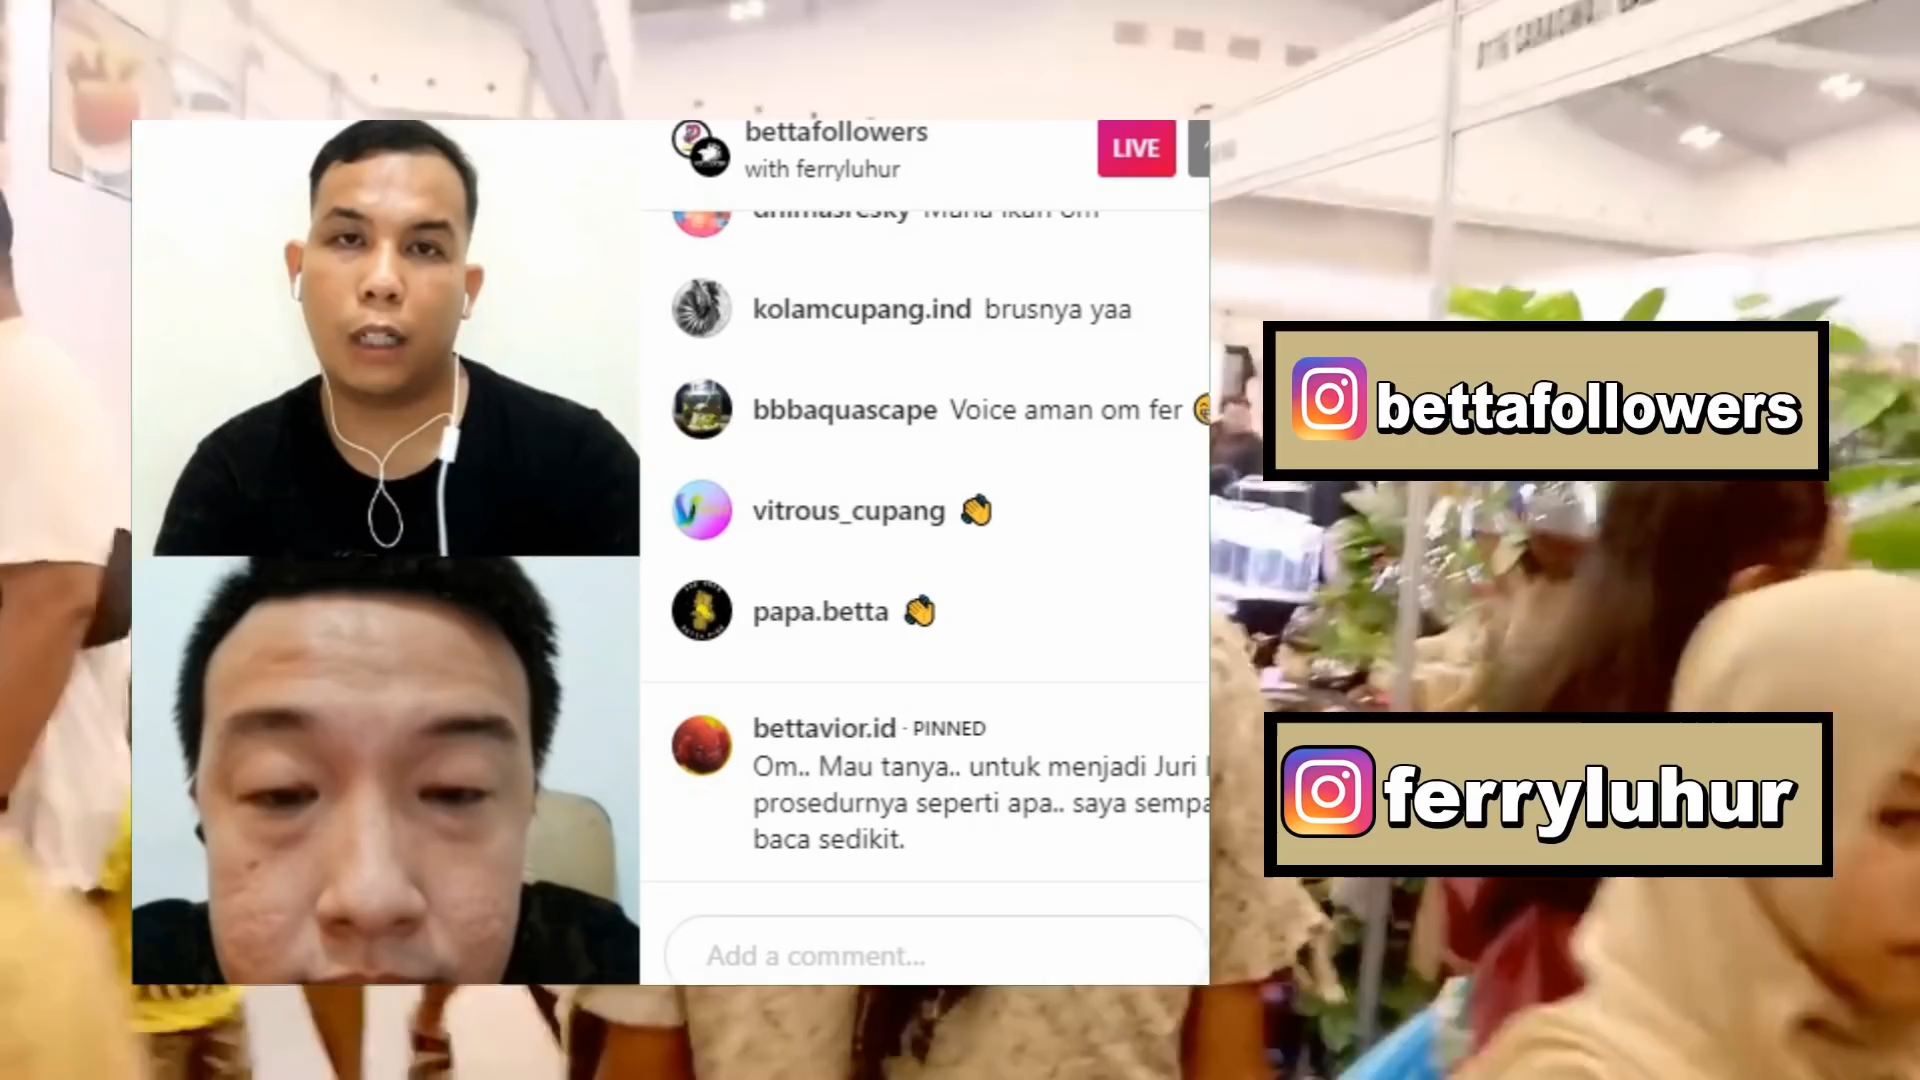 bettafollowers
with ferryluhur
LIVE
kolamcupang.ind brusnya yaa
bbbaquascape Voice aman om fer 😁
vitrous_cupang 👏
papa.betta 👏
bettavior.id · PINNED
Om.. Mau tanya.. untuk menjadi Juri
prosedurnya seperti apa.. saya sempa
baca sedikit.
Add a comment...
bettafollowers
ferryluhur